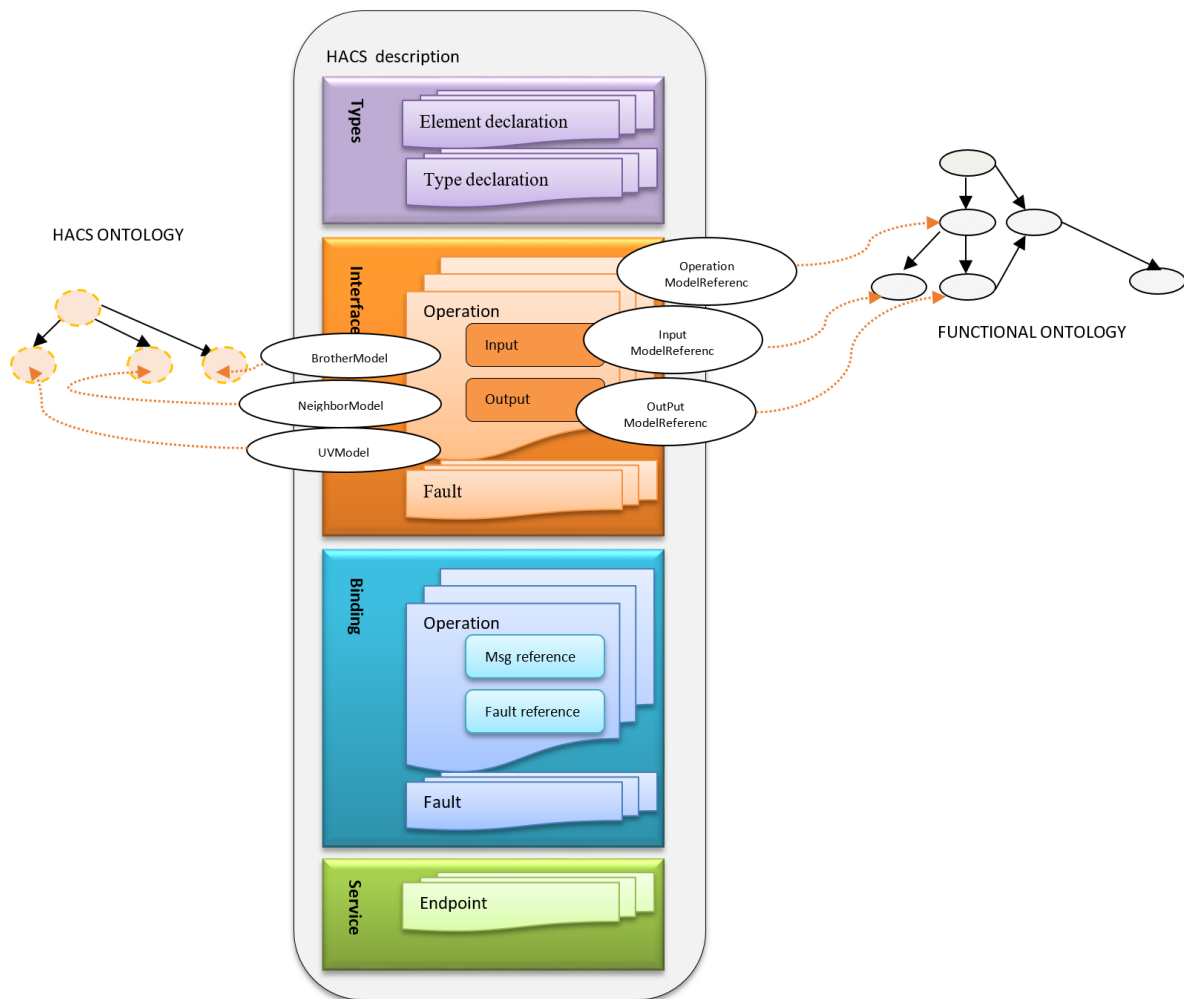 HACS description
Types
Element declaration
Type declaration
HACS ONTOLOGY
Interface
Operation
Input
Output
Fault
BrotherModel
NeighborModel
UVModel
Operation
ModelReferenc
Input
ModelReferenc
OutPut
ModelReferenc
FUNCTIONAL ONTOLOGY
Binding
Operation
Msg reference
Fault reference
Fault
Service
Endpoint